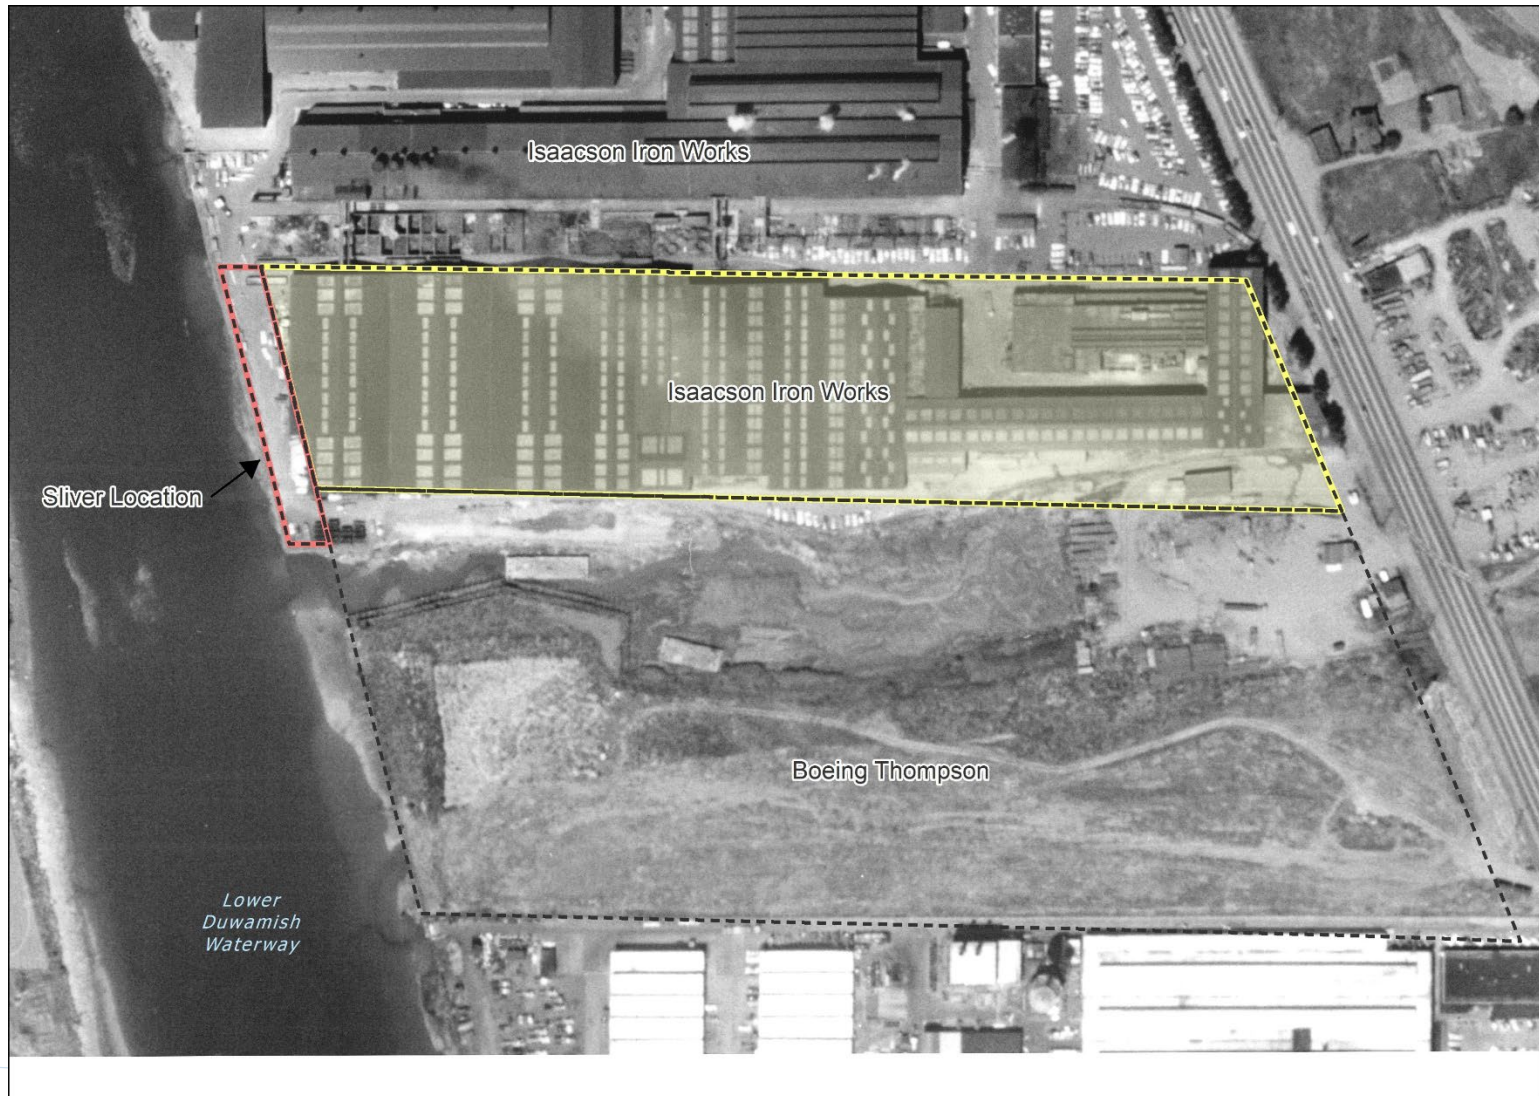 Isaacson Iron Works
Isaacson Iron Works
Sliver Location
Boeing Thompson
Lower
Duwamish
Waterway